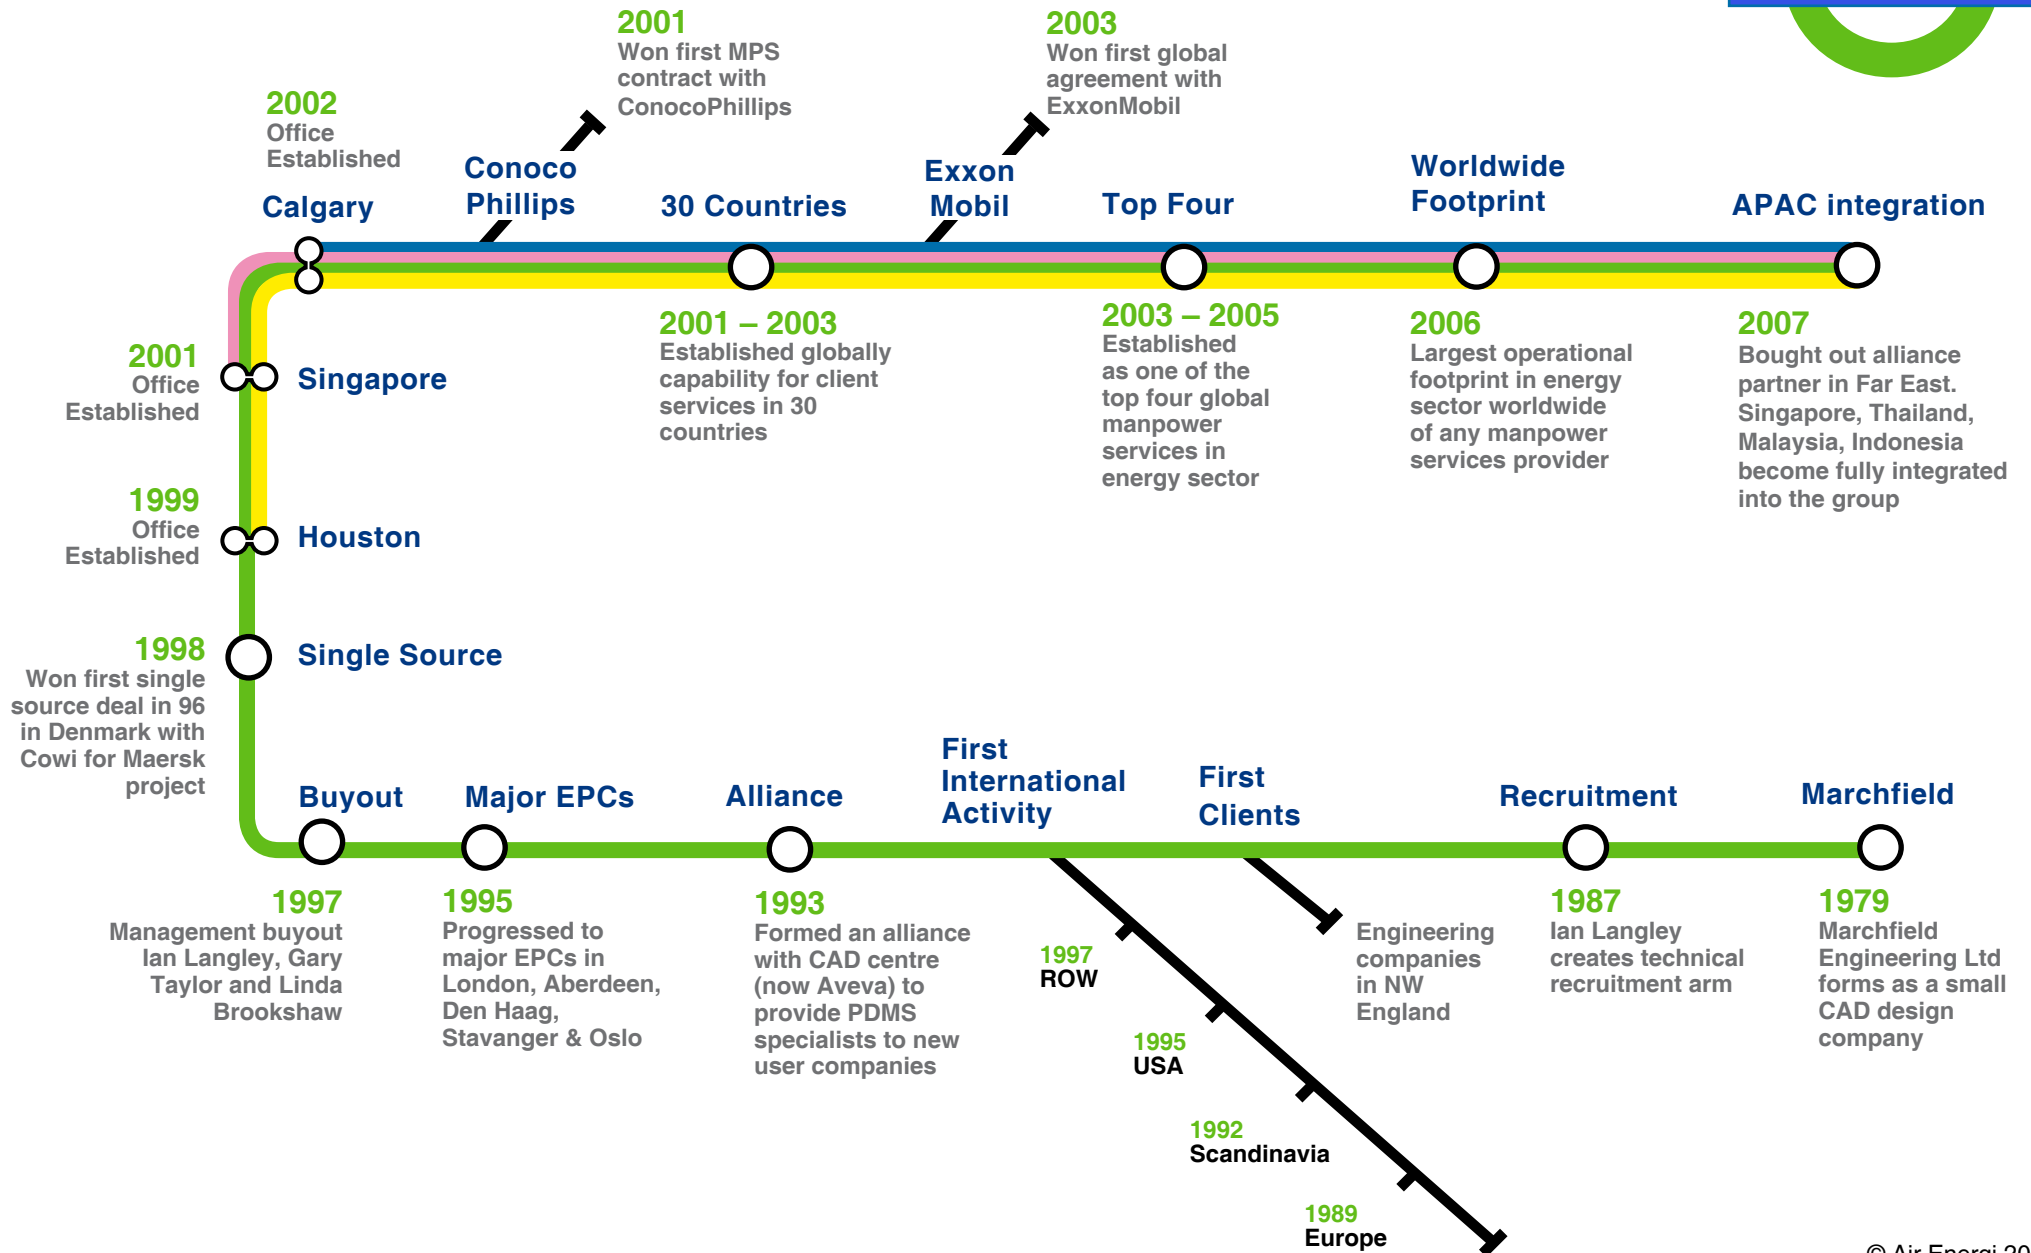 2001
Won first MPS
contract with
ConocoPhillips
2003
Won first global
agreement with
ExxonMobil
2002
Office
Established
Calgary
Conoco
Phillips
30 Countries
Exxon
Mobil
Top Four
Worldwide
Footprint
APAC integration
2001 – 2003
Established globally
capability for client
services in 30
countries
2003 – 2005
Established
as one of the
top four global
manpower
services in
energy sector
2006
Largest operational
footprint in energy
sector worldwide
of any manpower
services provider
2007
Bought out alliance
partner in Far East.
Singapore, Thailand,
Malaysia, Indonesia
become fully integrated
into the group
2001
Office
Established
Singapore
1999
Office
Established
Houston
1998
Won first single
source deal in 96
in Denmark with
Cowi for Maersk
project
Single Source
Buyout
Major EPCs
Alliance
First
International
Activity
First
Clients
Recruitment
Marchfield
1997
Management buyout
Ian Langley, Gary
Taylor and Linda
Brookshaw
1995
Progressed to
major EPCs in
London, Aberdeen,
Den Haag,
Stavanger & Oslo
1993
Formed an alliance
with CAD centre
(now Aveva) to
provide PDMS
specialists to new
user companies
1997
ROW
1995
USA
1992
Scandinavia
1989
Europe
Engineering
companies
in NW
England
1987
Ian Langley
creates technical
recruitment arm
1979
Marchfield
Engineering Ltd
forms as a small
CAD design
company
© Air Energi